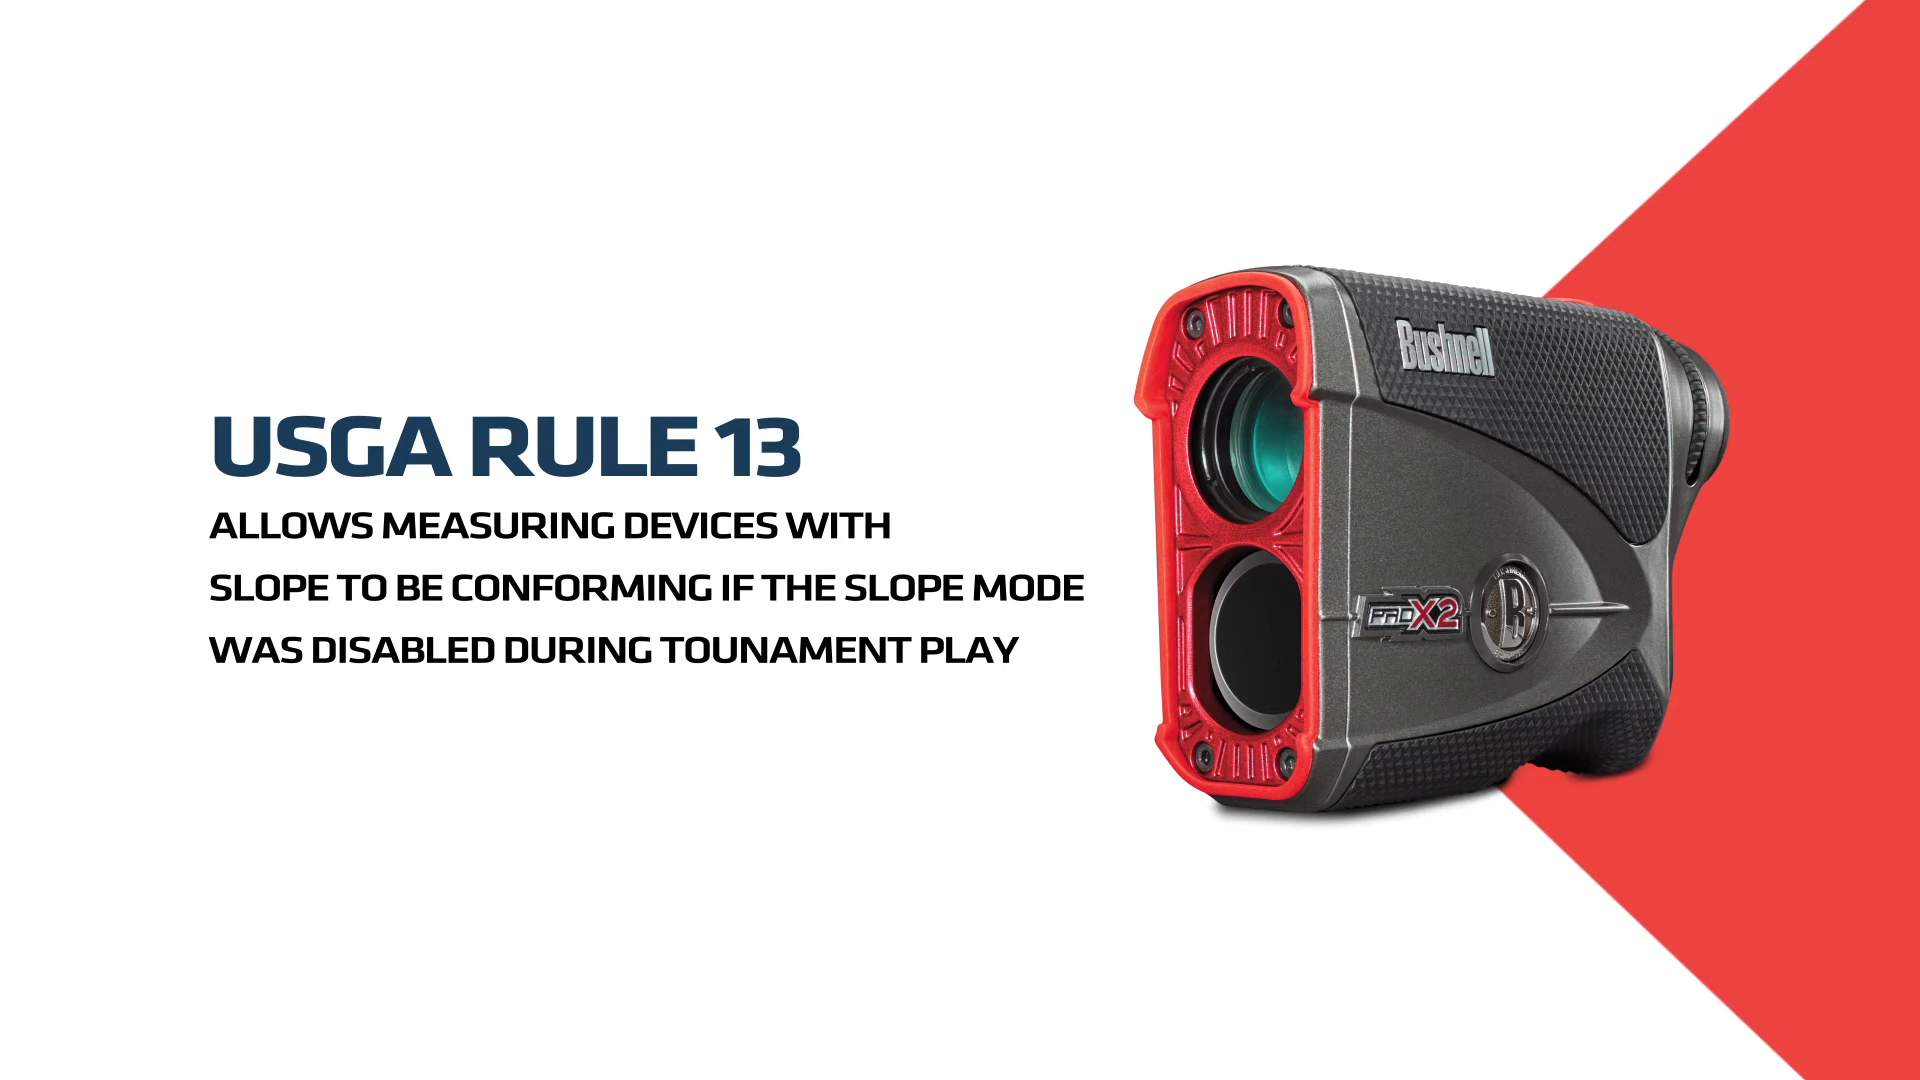 USGA RULE 13
ALLOWS MEASURING DEVICES WITH
SLOPE TO BE CONFORMING IF THE SLOPE MODE
WAS DISABLED DURING TOUNAMENT PLAY
Bushnell
PRO X2
B